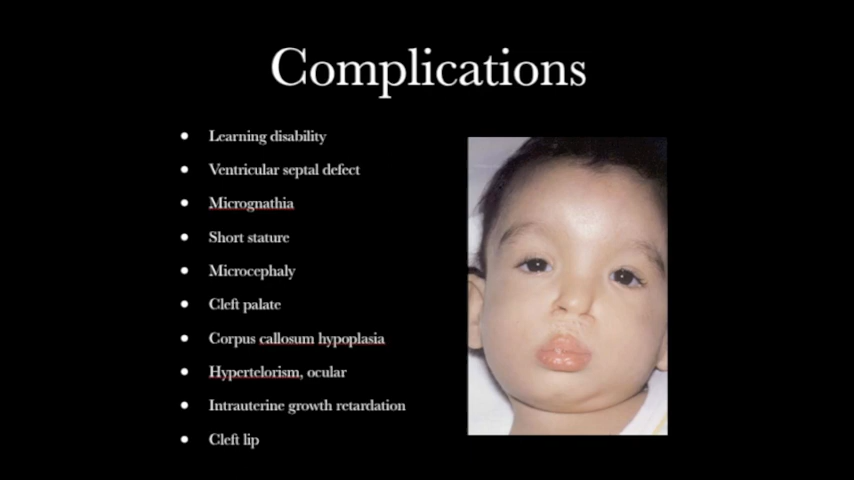 Complications
Learning disability
Ventricular septal defect
Micrognathia
Short stature
Microcephaly
Cleft palate
Corpus callosum hypoplasia
Hypertelorism, ocular
Intrauterine growth retardation
Cleft lip